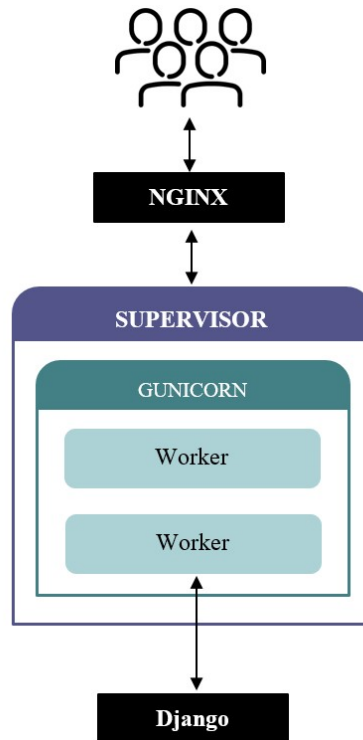 NGINX
SUPERVISOR
GUNICORN
Worker
Worker
Django